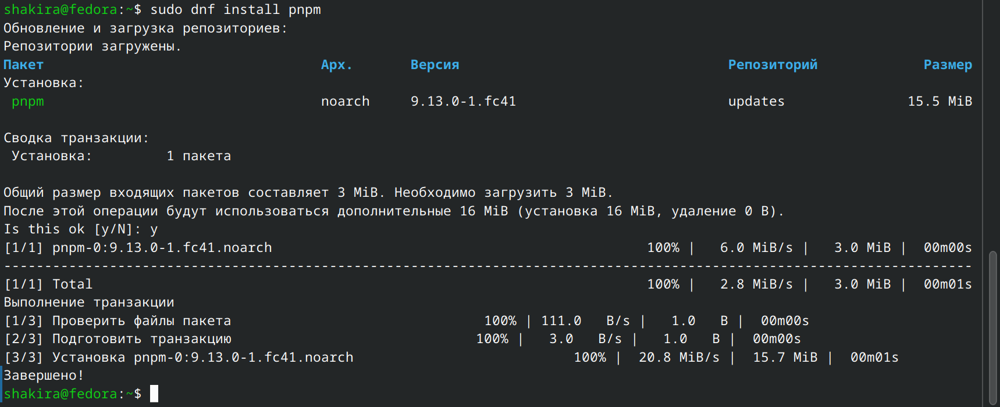 shakira@fedora:~$ sudo dnf install pnpm
Обновление и загрузка репозиториев:
Репозитории загружены.
Пакет Арх. Версия Репозиторий Размер
Установка:
pnpm noarch 9.13.0-1.fc41 updates 15.5 MiB
Сводка транзакции:
Установка: 1 пакета
Общий размер входящих пакетов составляет 3 MiB. Необходимо загрузить 3 MiB.
После этой операции будут использоваться дополнительные 16 MiB (установка 16 MiB, удаление 0 B).
Is this ok [y/N]: y
[1/1] pnpm-0:9.13.0-1.fc41.noarch 100% | 6.0 MiB/s | 3.0 MiB | 00m00s
-----------------------------------------------------------------------------------------------------------------------
[1/1] Total 100% | 2.8 MiB/s | 3.0 MiB | 00m01s
Выполнение транзакции
[1/3] Проверить файлы пакета 100% | 111.0 B/s | 1.0 B | 00m00s
[2/3] Подготовить транзакцию 100% | 3.0 B/s | 1.0 B | 00m00s
[3/3] Установка pnpm-0:9.13.0-1.fc41.noarch 100% | 20.8 MiB/s | 15.7 MiB | 00m01s
Завершено!
shakira@fedora:~$